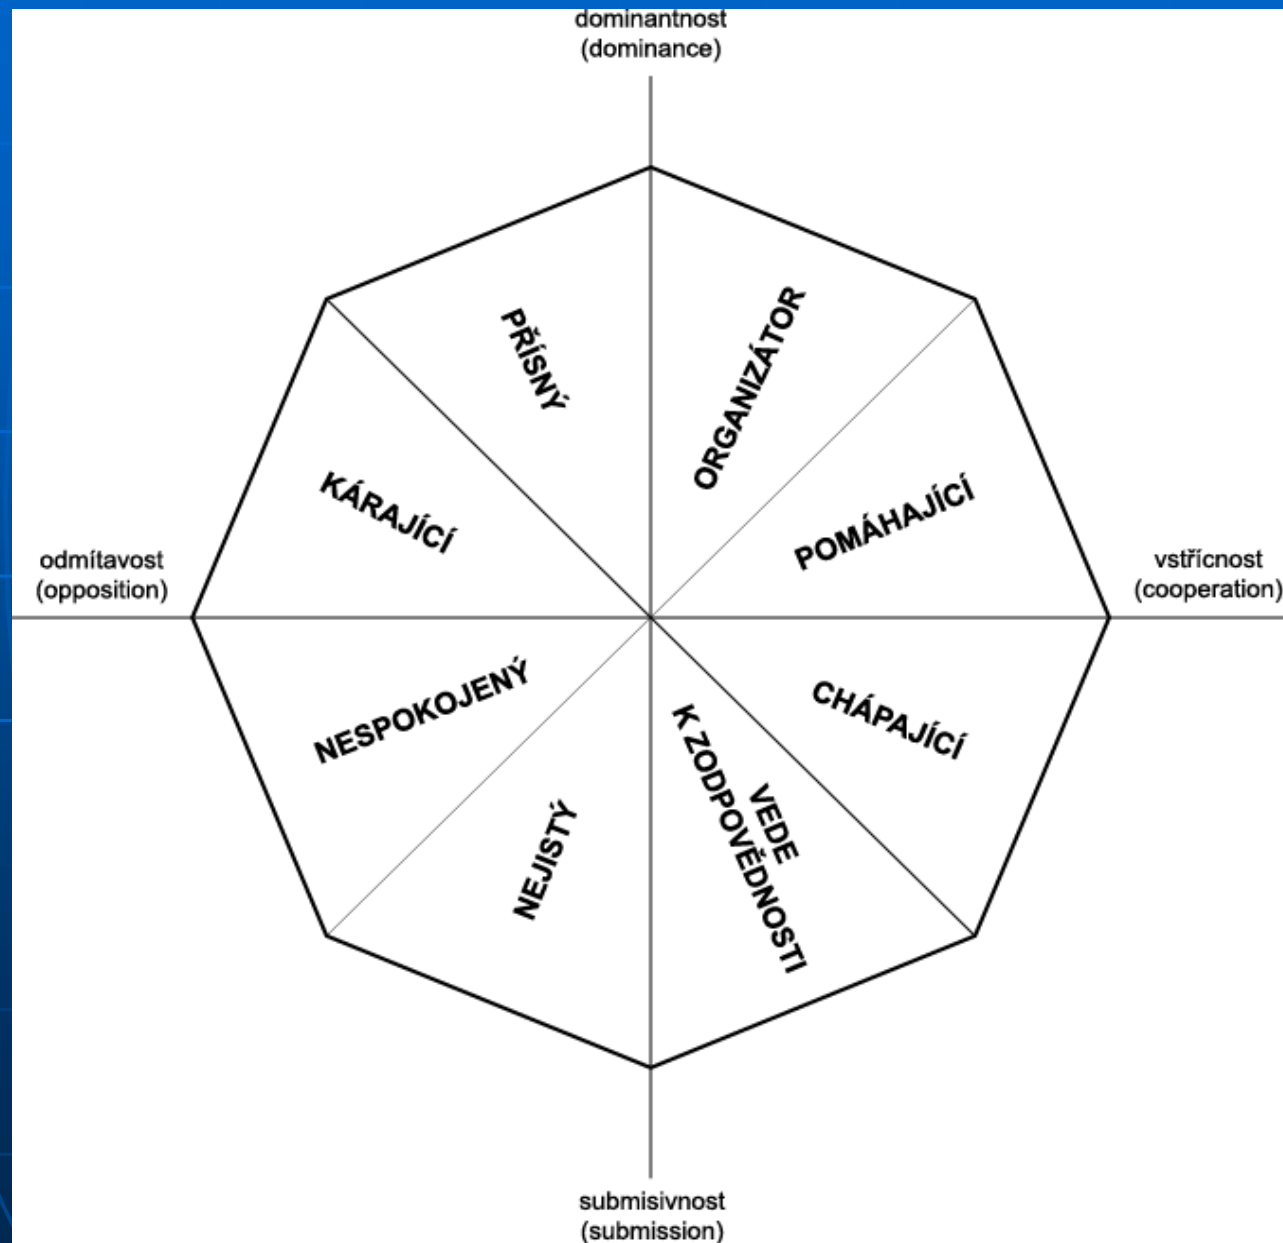 dominantnost
(dominance)
PŘÍSNÝ
ORGANIZÁTOR
KÁRAJÍCÍ
POMÁHAJÍCÍ
odmítavost
(opposition)
vstřícnost
(cooperation)
NESPOKOJENÝ
CHÁPAJÍCÍ
NEJISTÝ
VEDE
K ZODPOVĚDNOSTI
submisivnost
(submission)